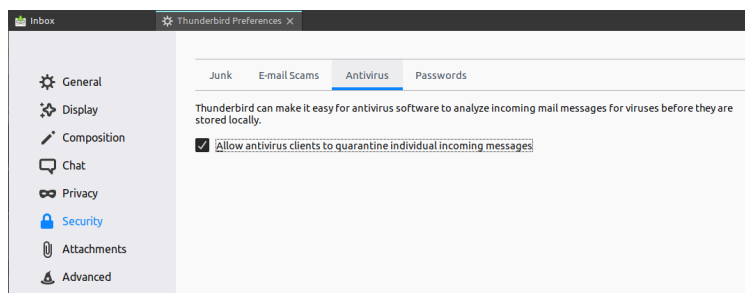 Inbox
Thunderbird Preferences
General
Display
Composition
Chat
Privacy
Security
Attachments
Advanced
Junk
E-mail Scams
Antivirus
Passwords
Thunderbird can make it easy for antivirus software to analyze incoming mail messages for viruses before they are
stored locally.
Allow antivirus clients to quarantine individual incoming messages